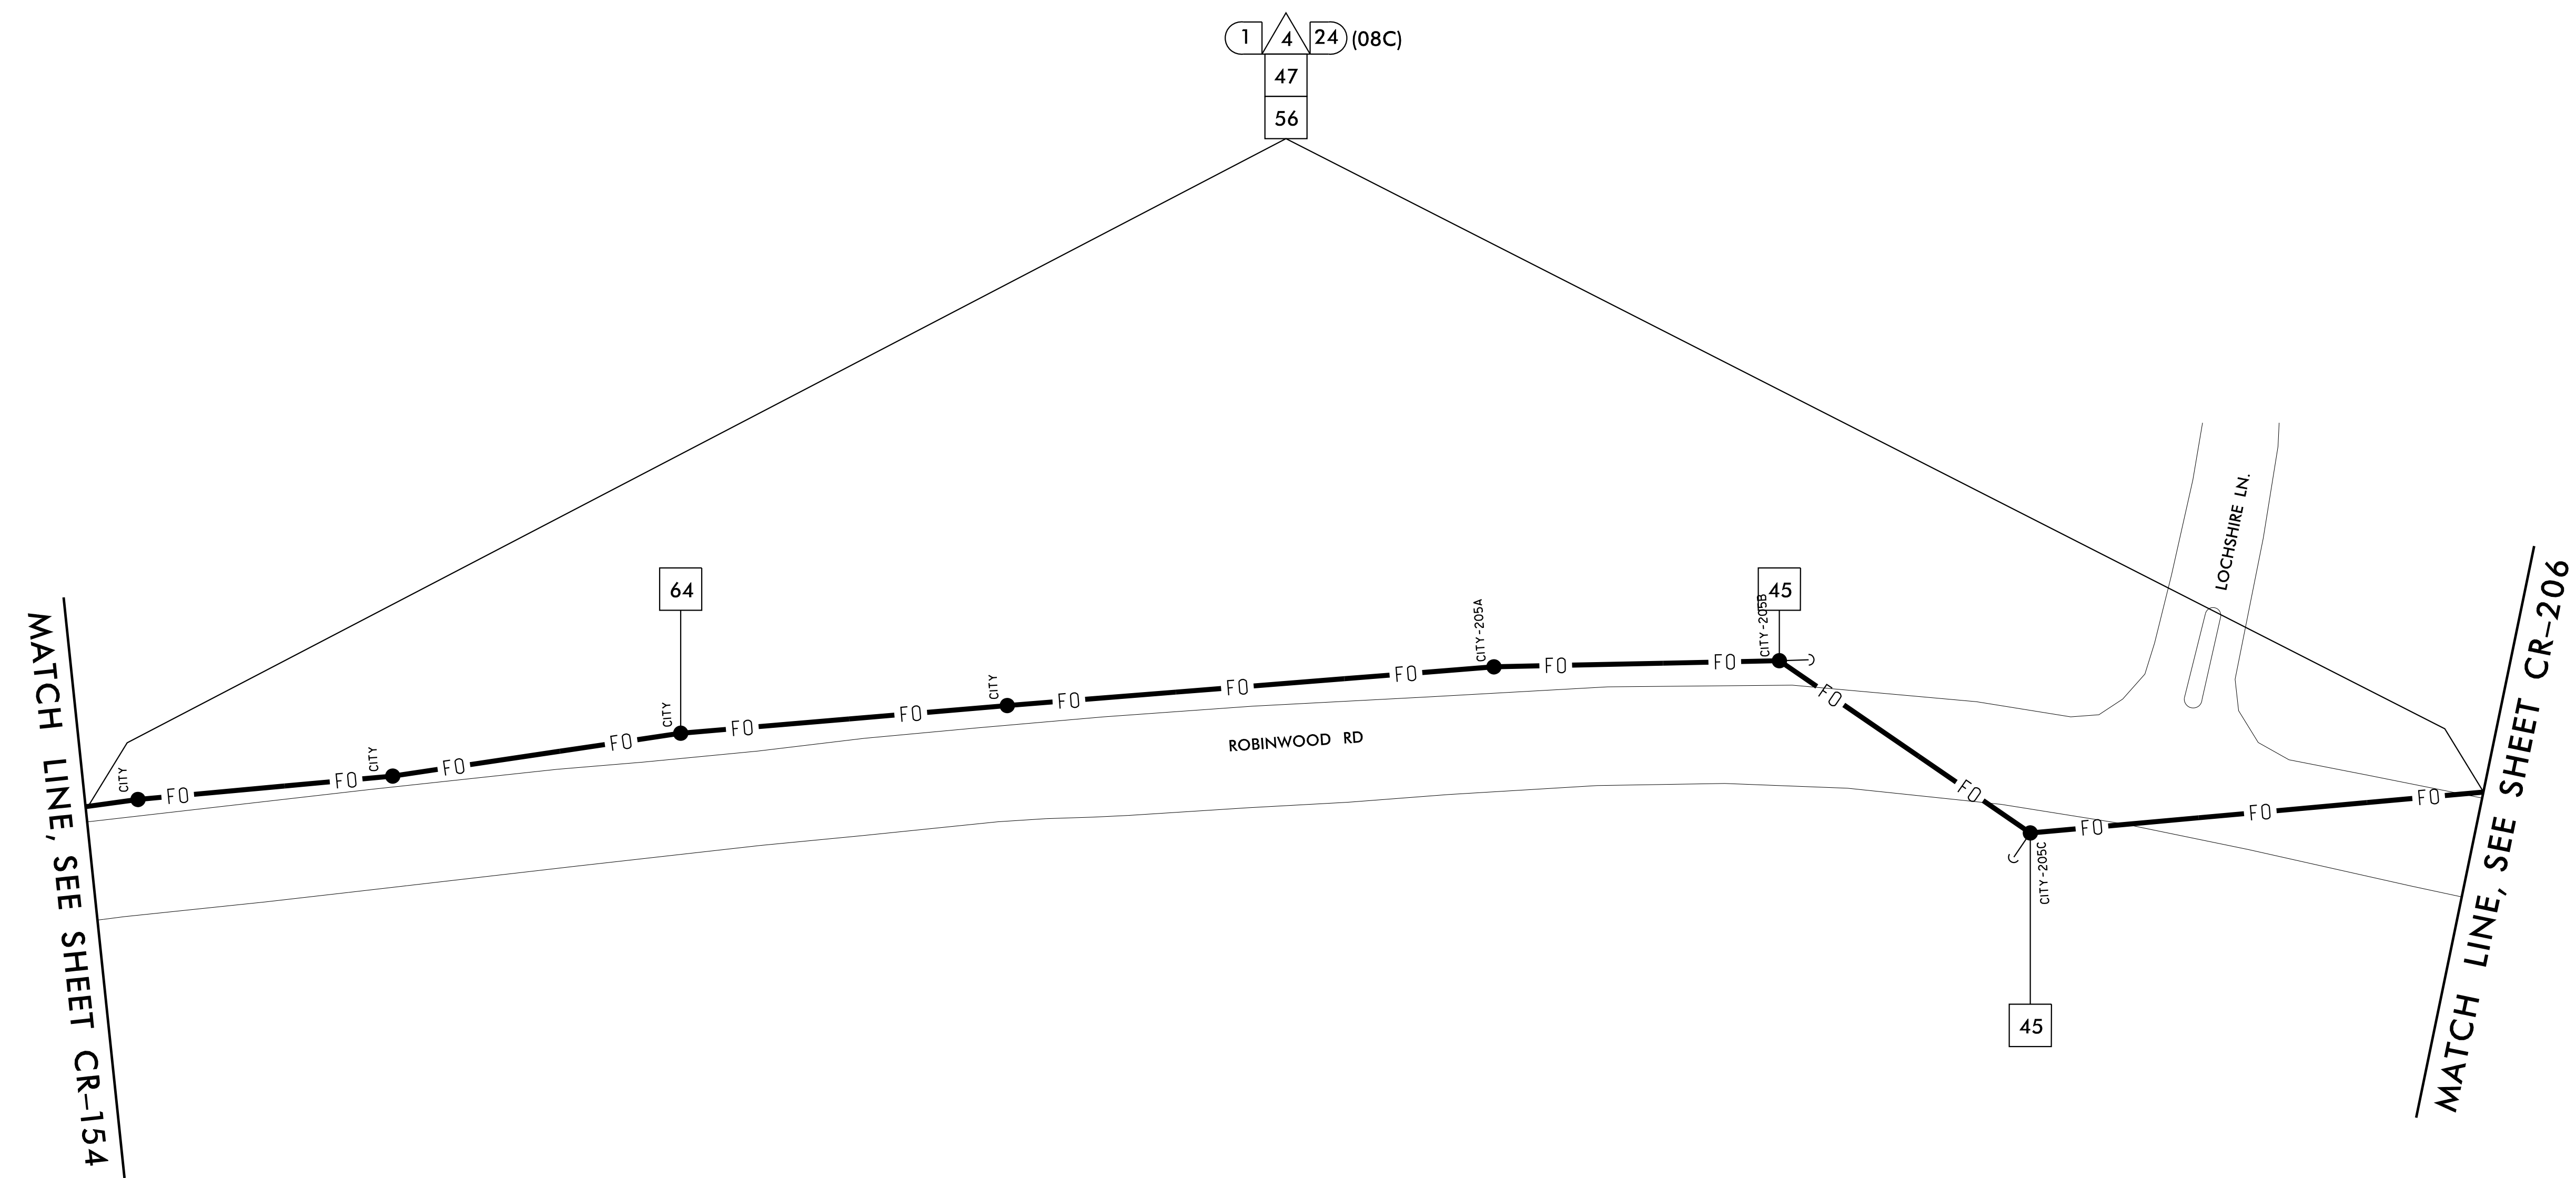 1 4 24 (08C)
47
56
LOCHSHIRE LN.
64
45
CITY
CITY
CITY
CITY
CITY-205A
CITY-205B
FO FO FO FO FO FO FO FO FO FO FO
FO FO FO FO FO
ROBINWOOD RD
CITY-205C
45
MATCH LINE, SEE SHEET CR-154
MATCH LINE, SEE SHEET CR-206